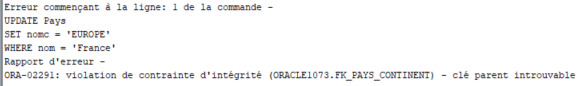 Erreur commençant à la ligne: 1 de la commande -
UPDATE Pays
SET nomc = 'EUROPE'
WHERE nom = 'France'
Rapport d'erreur -
ORA-02291: violation de contrainte d'intégrité (ORACLE1073.FK_PAYS_CONTINENT) - clé parent introuvable